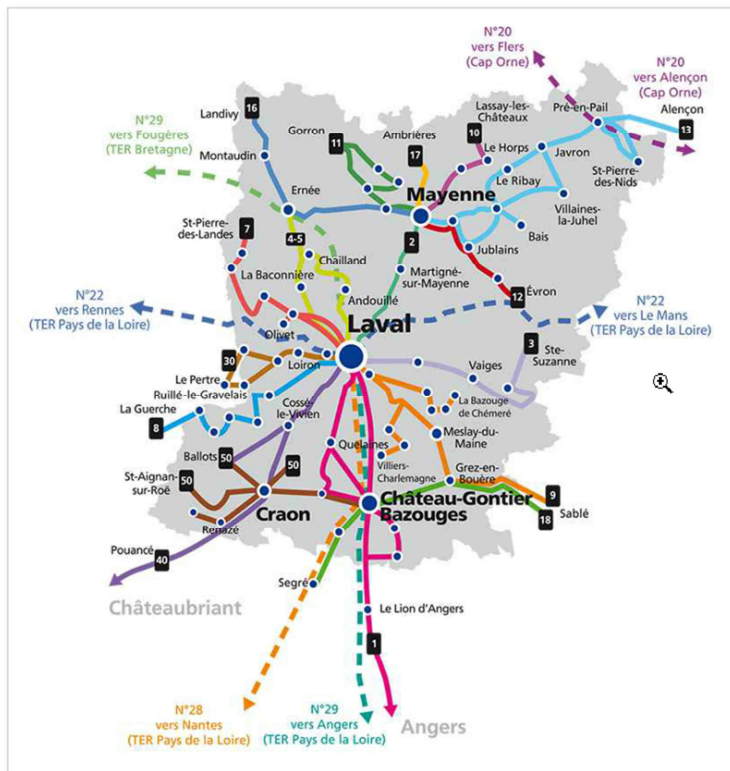 N°20
vers Flers
(Cap Orne)
N°20
vers Alençon
(Cap Orne)
Alençon
13
Pré-en-Pail
Lassay-les-
Châteaux
10
16
Landivy
Gorron
11
Ambrières
17
N°29
vers Fougères
(TER Bretagne)
Montaudin
Le Horps
Javron
Le Ribay
St-Pierre-
des-Nids
Ernée
Mayenne
Villaines-
la-Juhel
St-Pierre-
des-Landes
7
4-5
2
Bais
Jublains
Chailland
La Baconnière
Martigné-
sur-Mayenne
Évron
12
Andouillé
N°22
vers Rennes
(TER Pays de la Loire)
N°22
vers Le Mans
(TER Pays de la Loire)
Olivet
Laval
3
Ste-
Suzanne
30
Loiron
Vaiges
Le Pertre
Ruillé-le-Gravelais
La Bazouge
de Chémeré
La Guerche
8
Cossé-
le-Vivien
Meslay-du-
Maine
Quelaines
Ballots
50
50
Villiers-
Charlemagne
Grez-en-
Bouère
St-Aignan-
sur-Roë
50
Craon
Château-Gontier
Bazouges
9
18
Sablé
Renazé
Pouancé
40
Segré
Châteaubriant
Le Lion d'Angers
1
N°28
vers Nantes
(TER Pays de la Loire)
N°29
vers Angers
(TER Pays de la Loire)
Angers